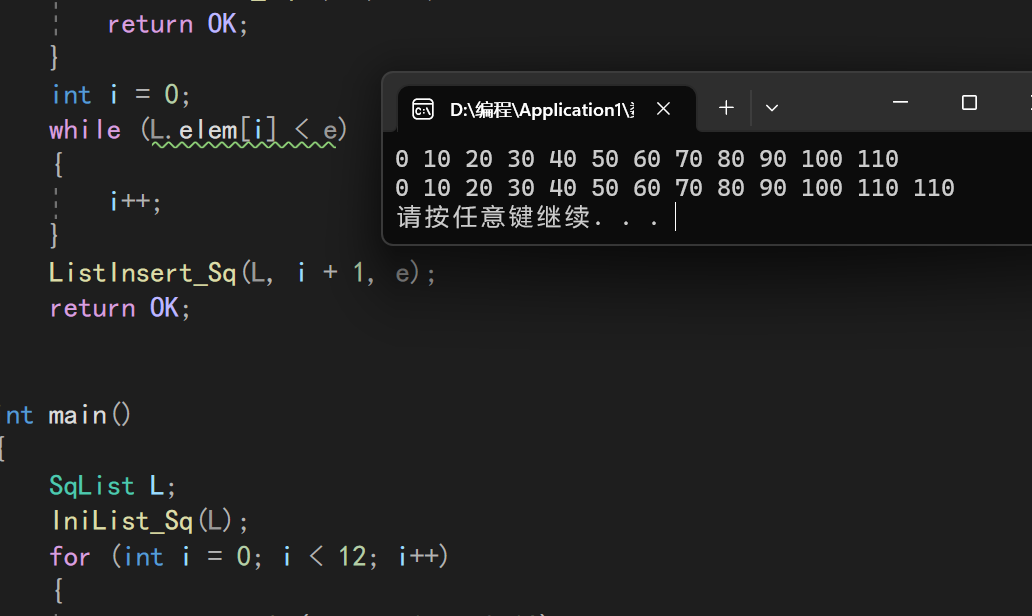 return OK;
}
int i = 0;
while (L.elem[i] < e)
{
i++;
}
ListInsert_Sq(L, i + 1, e);
return OK;
D:\编程\Application1\
0 10 20 30 40 50 60 70 80 90 100 110
0 10 20 30 40 50 60 70 80 90 100 110 110
请按任意键继续. . .
int main()
{
SqList L;
IniList_Sq(L);
for (int i = 0; i < 12; i++)
{